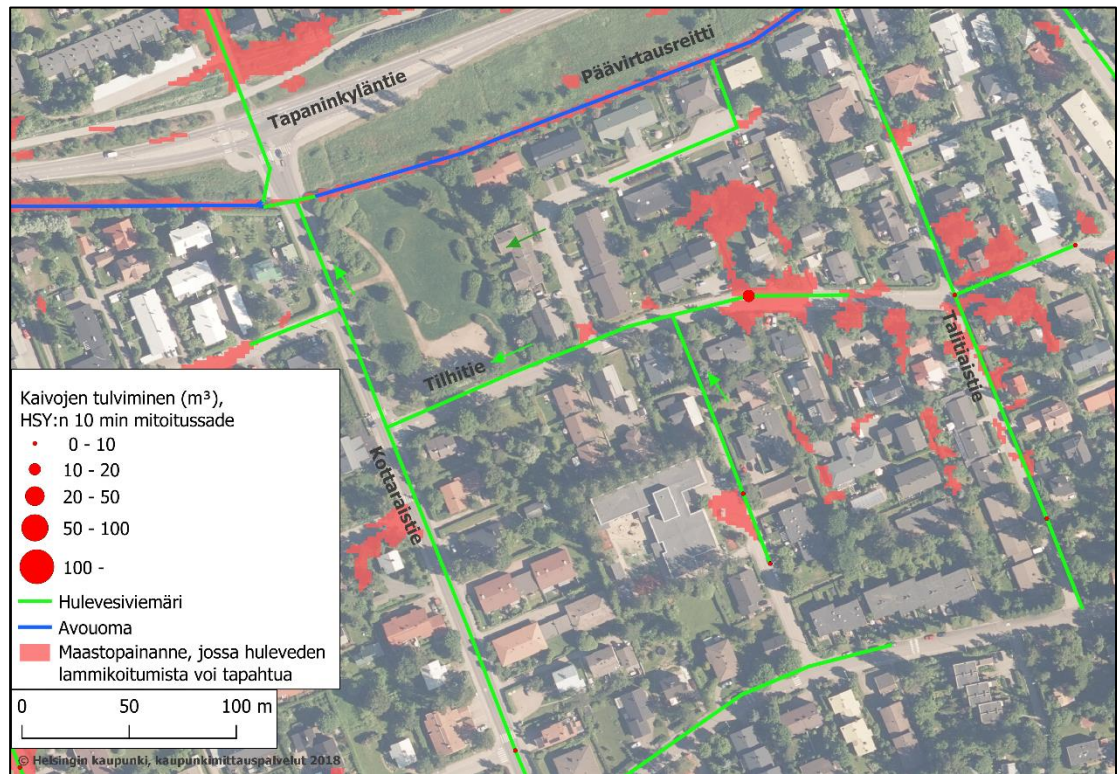 Tapaninkyläntie
Päävirtausreitti
Tilhitie
Talitiaistie
Kottaraistie
Kaivojen tulviminen (m³),
HSY:n 10 min mitoitussade
0 - 10
10 - 20
20 - 50
50 - 100
100 -
Hulevesiviemäri
Avouoma
Maastopainanne, jossa huleveden
lammikoitumista voi tapahtua
0 50 100 m
© Helsingin kaupunki, kaupunkimittauspalvelut 2018